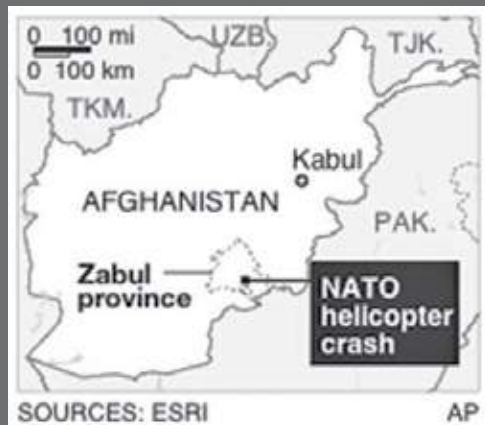 0 100 mi
0 100 km
UZB.
TJK.
TKM.
Kabul
AFGHANISTAN
PAK.
Zabul
province
NATO
helicopter
crash
SOURCES: ESRI AP